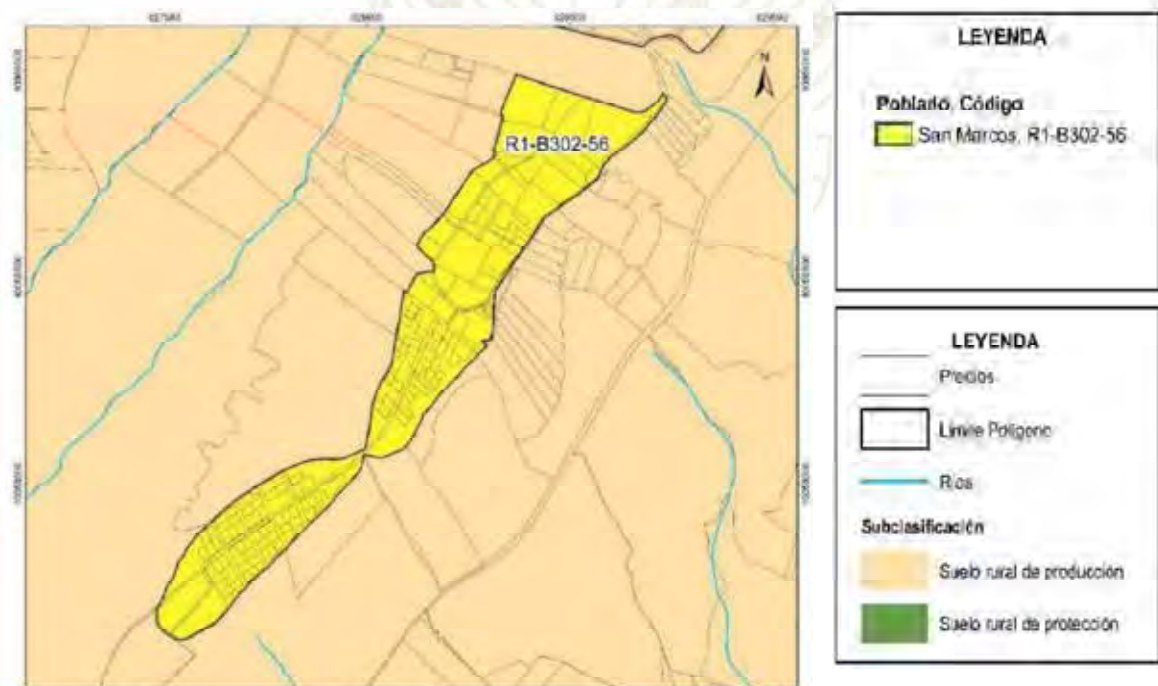 N
R1-B302-56
LEYENDA
Poblado, Código
San Marcos, R1-B302-56
LEYENDA
Predios
Límite Polígono
Ríos
Subclasificación
Suelo rural de producción
Suelo rural de protección